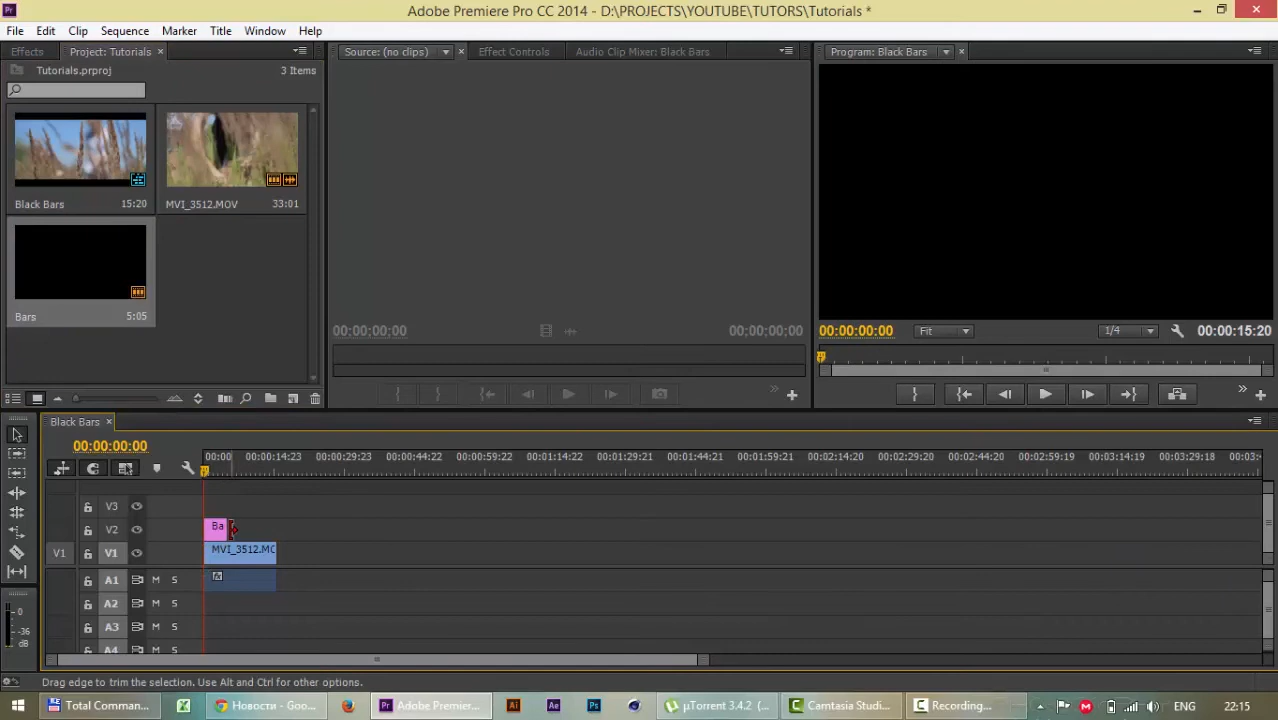 Adobe Premiere Pro CC 2014 - D:\PROJECTS\YOUTUBE\TUTORS\Tutorials *
File Edit Clip Sequence Marker Title Window Help
Effects Project: Tutorials × Source: (no clips) × Effect Controls Audio Clip Mixer: Black Bars Program: Black Bars ×
Tutorials.prproj 3 Items
Black Bars 15:20 MVI_3512.MOV 33:01
Bars 5:05
00;00;00;00 00;00;00;00 00:00:00:00 Fit 1/4 00:00:15:20
Black Bars ×
00:00:00:00
00:00 00:00:14:23 00:00:29:23 00:00:44:22 00:00:59:22 00:01:14:22 00:01:29:21 00:01:44:21 00:01:59:21 00:02:14:20 00:02:29:20 00:02:44:20 00:02:59:19 00:03:14:19 00:03:29:18 00:03:4
V3
V2 Ba
V1 V1 MVI_3512.MO
A1 M S fx
A2 M S
A3 M S
A4 M S
0
-36
dB
Drag edge to trim the selection. Use Alt and Ctrl for other options.
Total Comman... Новости - Goo... Pr Adobe Premier... Ai Ae Ps µTorrent 3.4.2 (... Camtasia Studi... Recording... ENG 22:15